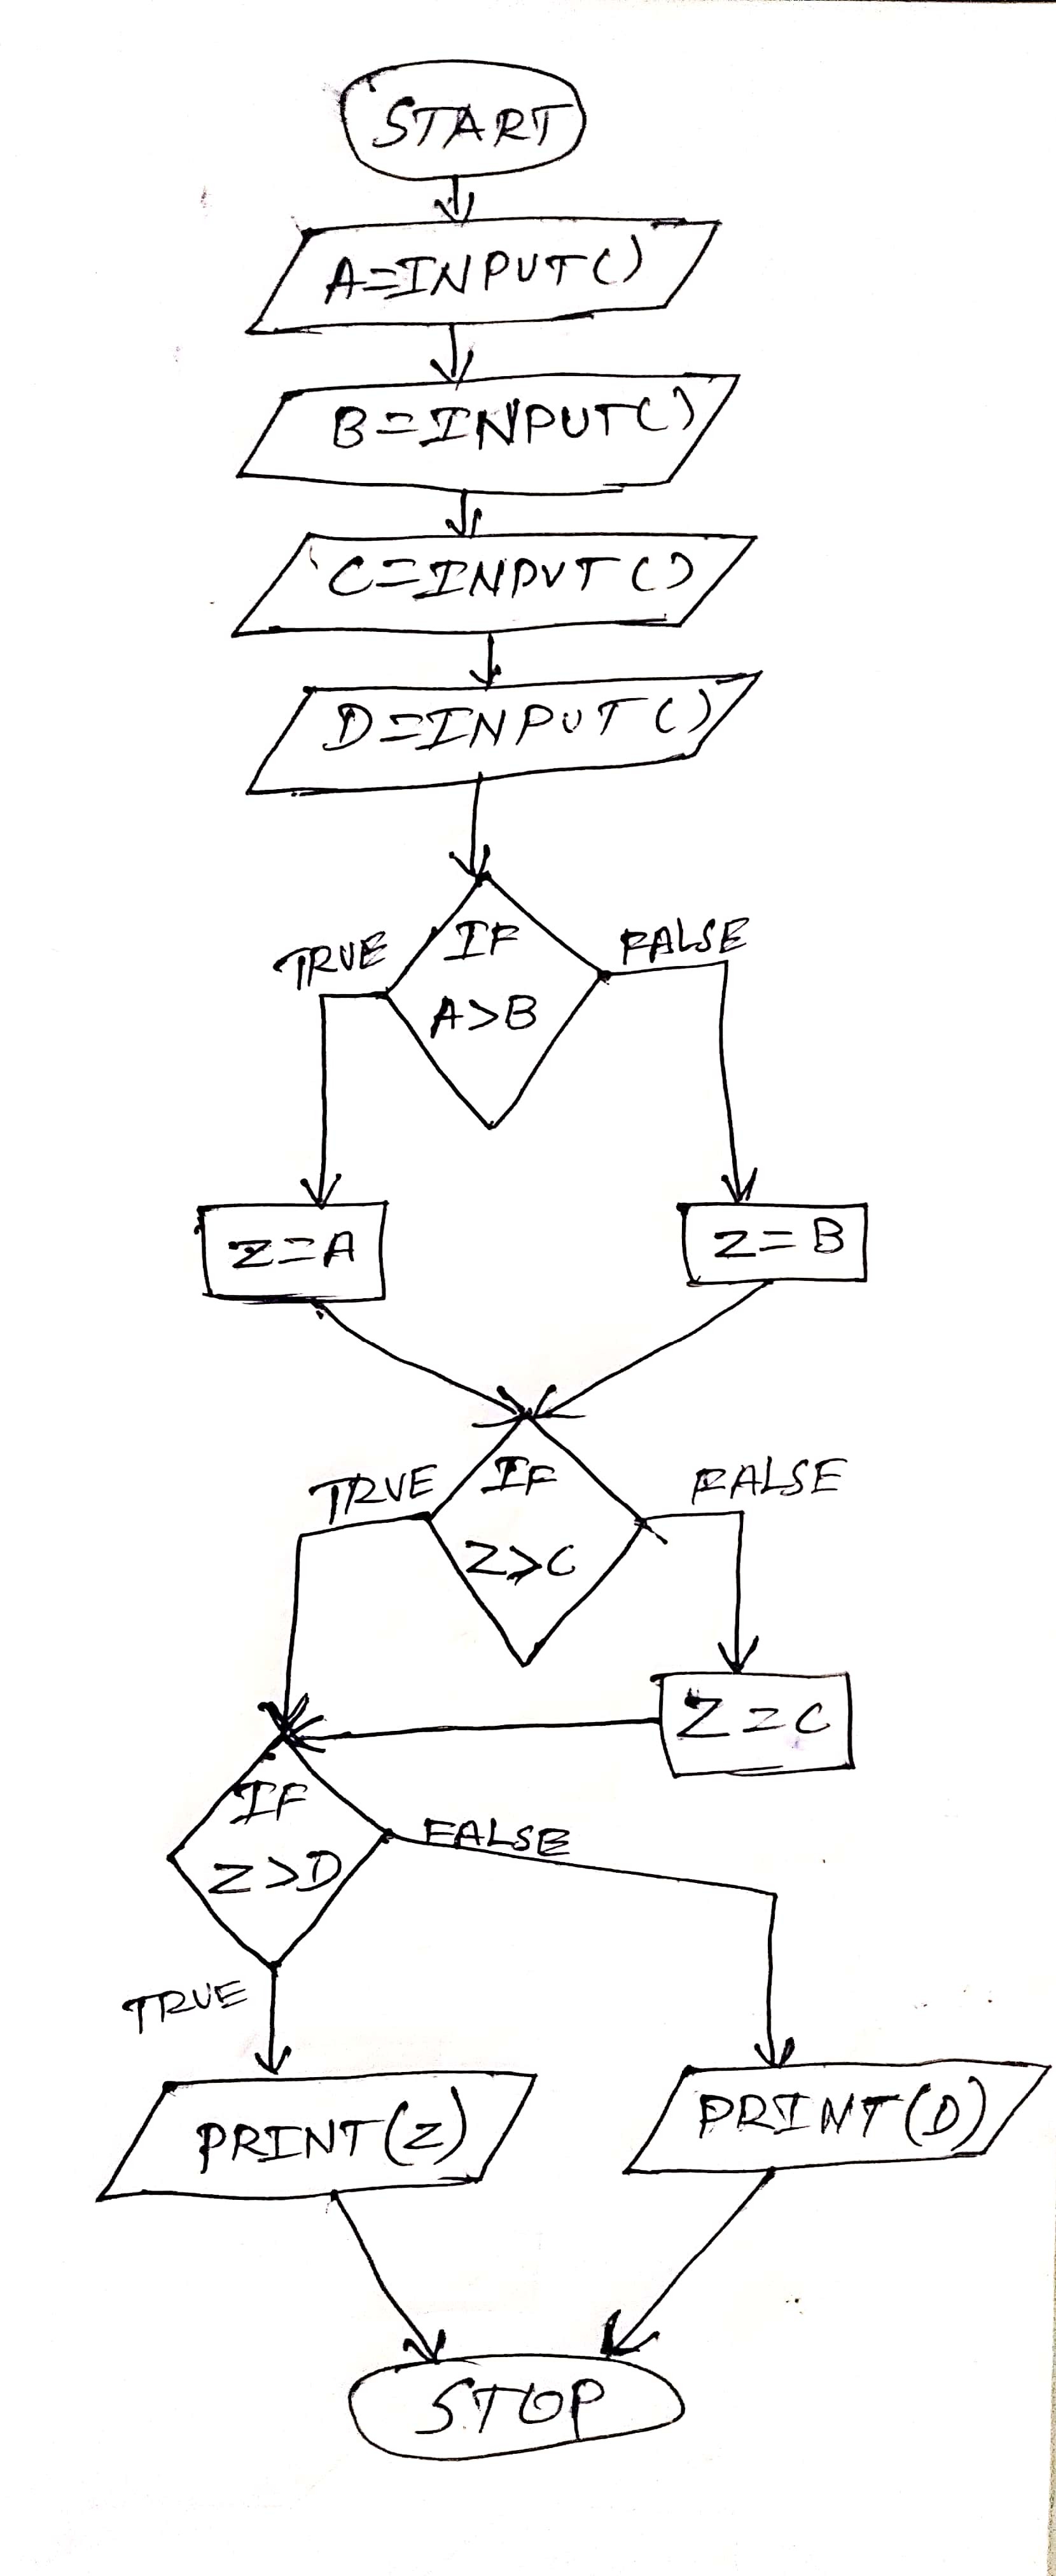 START
A=INPUT()
B=INPUT()
C=INPUT()
D=INPUT()
TRUE
IF
A>B
FALSE
Z=A
Z=B
TRUE
IF
Z>C
FALSE
Z=C
IF
Z>D
FALSE
TRUE
PRINT(Z)
PRINT(D)
STOP